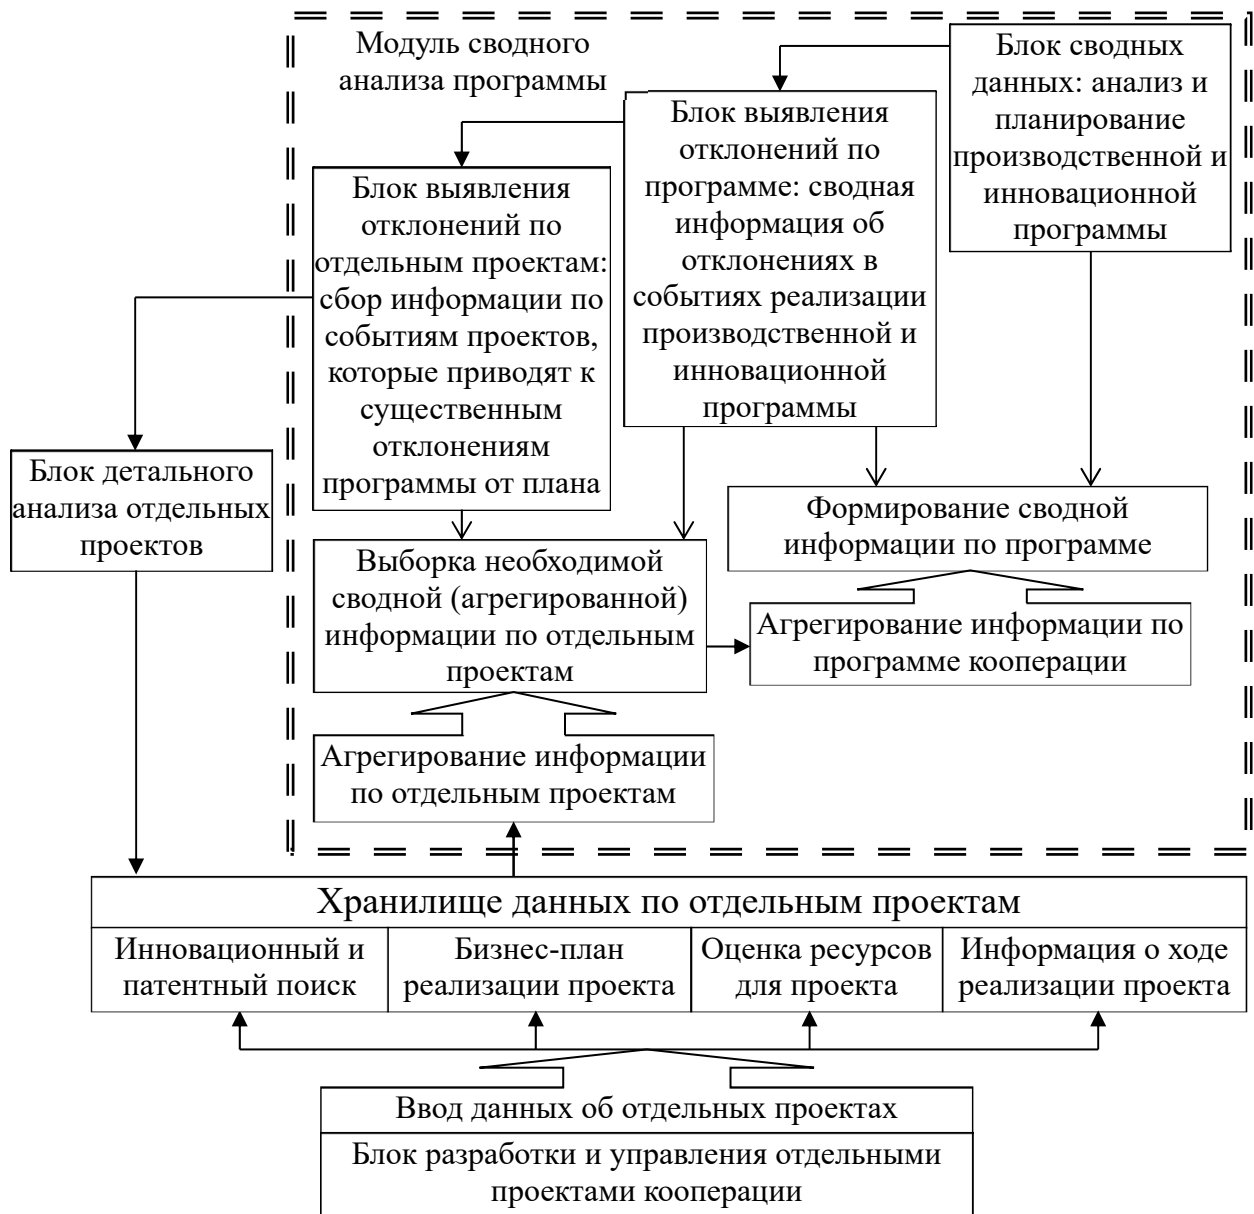 Модуль сводного
анализа программы
Блок сводных
данных: анализ и
планирование
производственной и
инновационной
программы
Блок выявления
отклонений по
программе: сводная
информация об
отклонениях в
событиях реализации
производственной и
инновационной
программы
Блок выявления
отклонений по
отдельным проектам:
сбор информации по
событиям проектов,
которые приводят к
существенным
отклонениям
программы от плана
Блок детального
анализа отдельных
проектов
Формирование сводной
информации по программе
Выборка необходимой
сводной (агрегированной)
информации по отдельным
проектам
Агрегирование информации по
программе кооперации
Агрегирование информации
по отдельным проектам
Хранилище данных по отдельным проектам
Инновационный и
патентный поиск
Бизнес-план
реализации проекта
Оценка ресурсов
для проекта
Информация о ходе
реализации проекта
Ввод данных об отдельных проектах
Блок разработки и управления отдельными
проектами кооперации